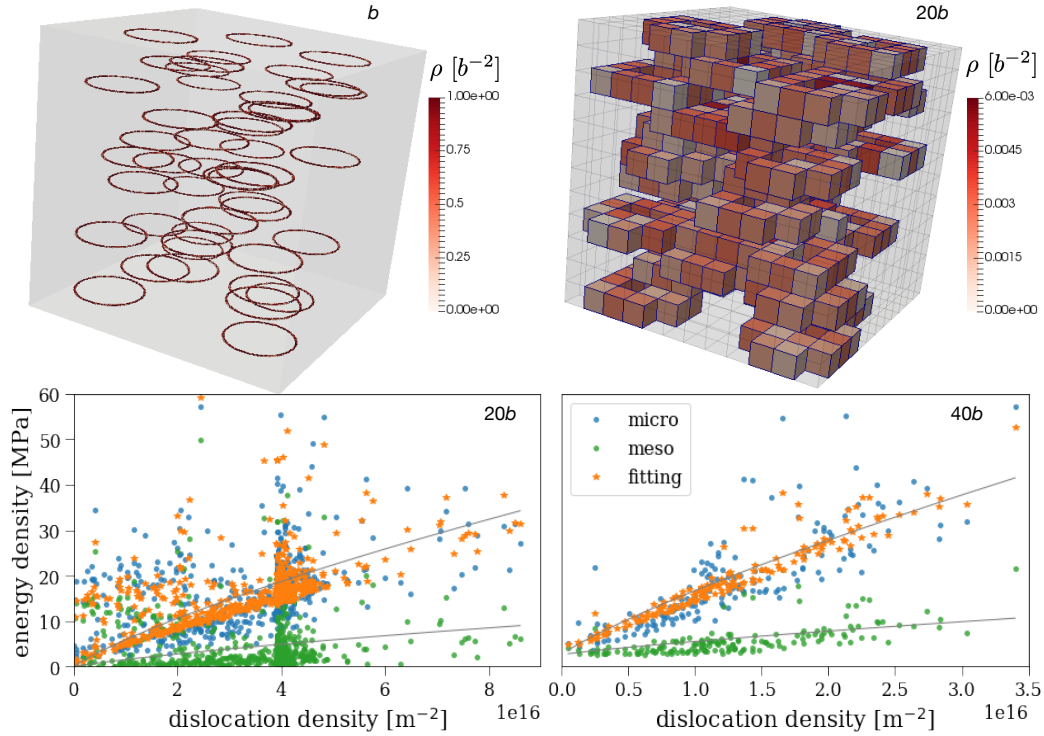 b
ρ [b⁻²]
1.00e+00
0.75
0.5
0.25
0.00e+00
20b
ρ [b⁻²]
6.00e-03
0.0045
0.003
0.0015
0.00e+00
energy density [MPa]
60
50
40
30
20
10
0
20b
0
2
4
6
8
1e16
dislocation density [m⁻²]
40b
micro
meso
fitting
0.0
0.5
1.0
1.5
2.0
2.5
3.0
3.5
1e16
dislocation density [m⁻²]